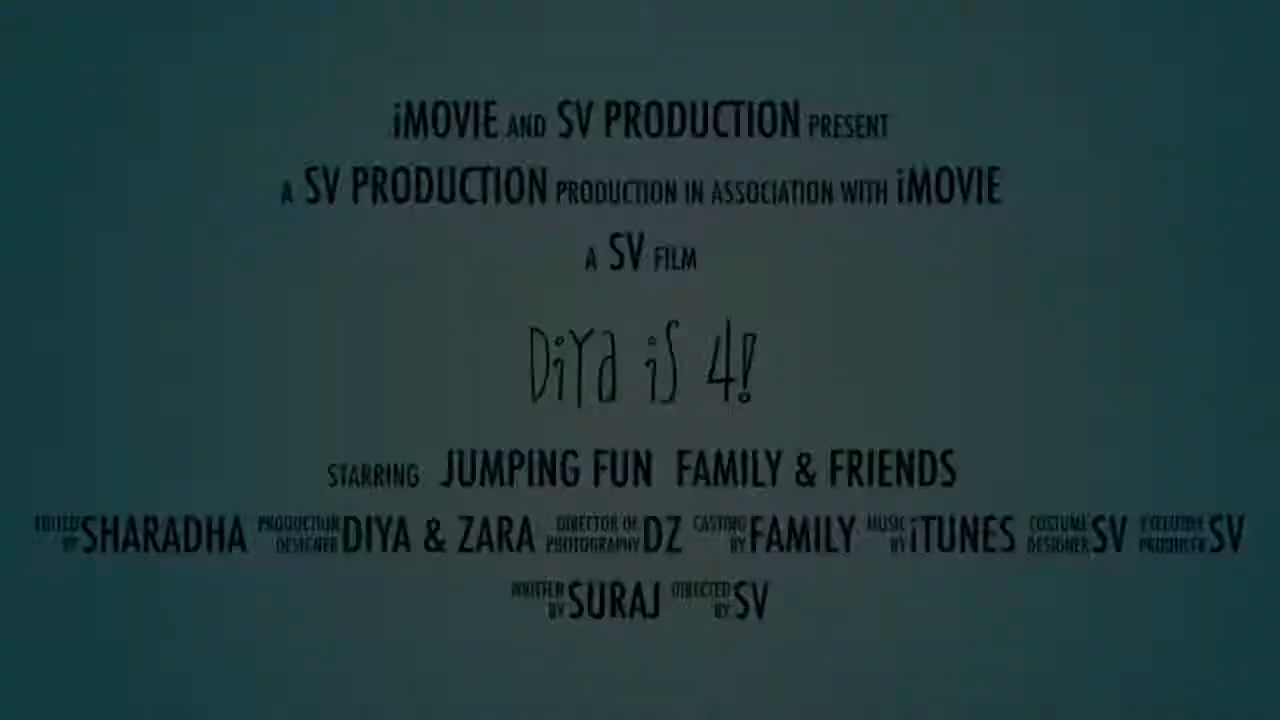 iMOVIE AND SV PRODUCTION PRESENT
A SV PRODUCTION PRODUCTION IN ASSOCIATION WITH iMOVIE
A SV FILM
DiYa iS 4!
STARRING JUMPING FUN FAMILY & FRIENDS
EDITED BY SHARADHA PRODUCTION DESIGNER DIYA & ZARA DIRECTOR OF PHOTOGRAPHY DZ CASTING BY FAMILY MUSIC BY iTUNES COSTUME DESIGNER SV EXECUTIVE PRODUCER SV
WRITTEN BY SURAJ DIRECTED BY SV